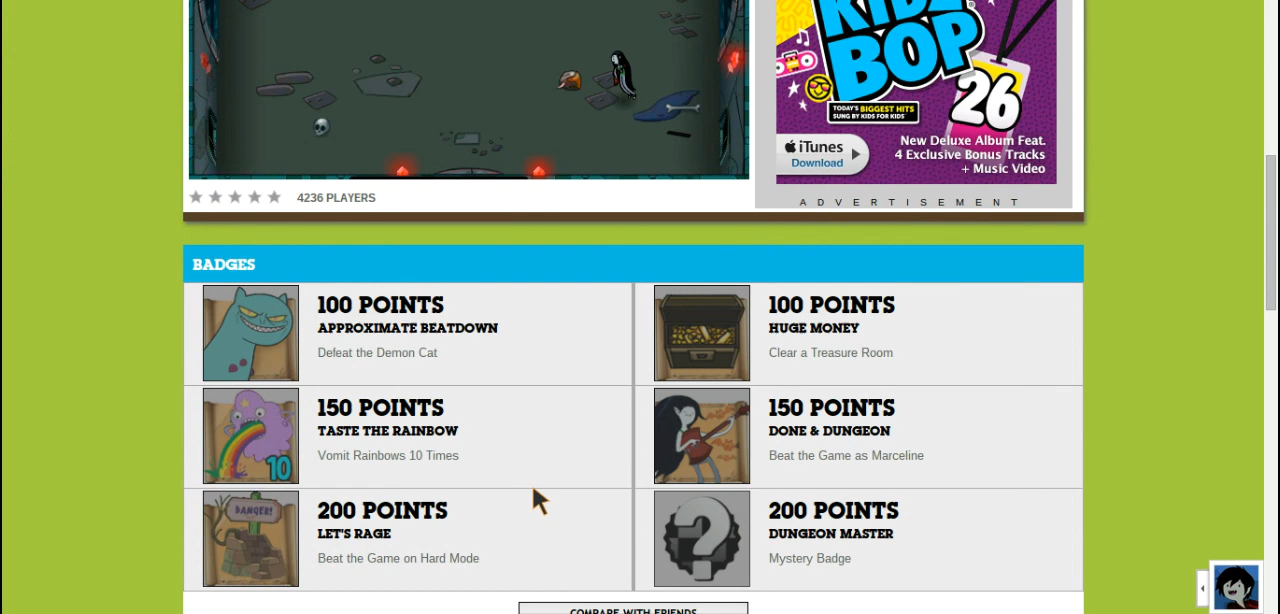 KIDZ
BOP
26
TODAY'S BIGGEST HITS
SUNG BY KIDS FOR KIDS
iTunes
Download
New Deluxe Album Feat.
4 Exclusive Bonus Tracks
+ Music Video
4236 PLAYERS
ADVERTISEMENT
BADGES
100 POINTS
APPROXIMATE BEATDOWN
Defeat the Demon Cat
100 POINTS
HUGE MONEY
Clear a Treasure Room
10
150 POINTS
TASTE THE RAINBOW
Vomit Rainbows 10 Times
150 POINTS
DONE & DUNGEON
Beat the Game as Marceline
DANGER!
200 POINTS
LET'S RAGE
Beat the Game on Hard Mode
?
200 POINTS
DUNGEON MASTER
Mystery Badge
COMPARE WITH FRIENDS